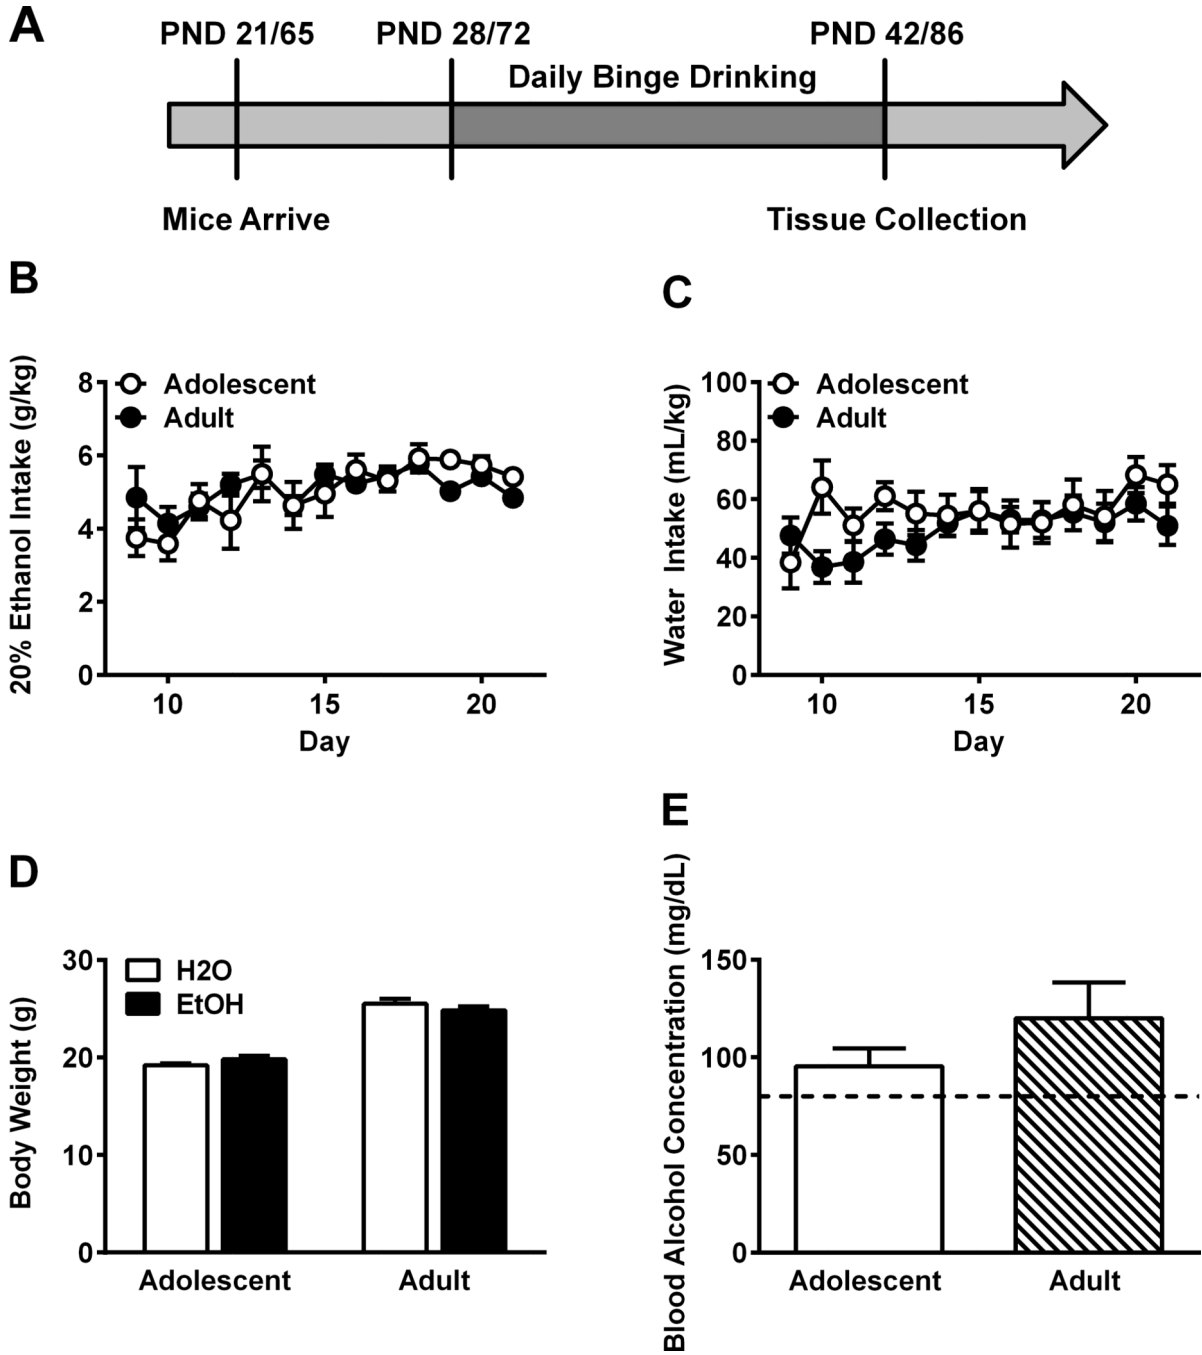 A
PND 21/65 PND 28/72 PND 42/86
Daily Binge Drinking
Mice Arrive Tissue Collection
B
20% Ethanol Intake (g/kg)
8
6
4
2
0
Adolescent
Adult
10 15 20
Day
C
Water Intake (mL/kg)
100
80
60
40
20
0
Adolescent
Adult
10 15 20
Day
D
Body Weight (g)
30
20
10
0
H2O
EtOH
Adolescent Adult
E
Blood Alcohol Concentration (mg/dL)
150
100
50
0
Adolescent Adult